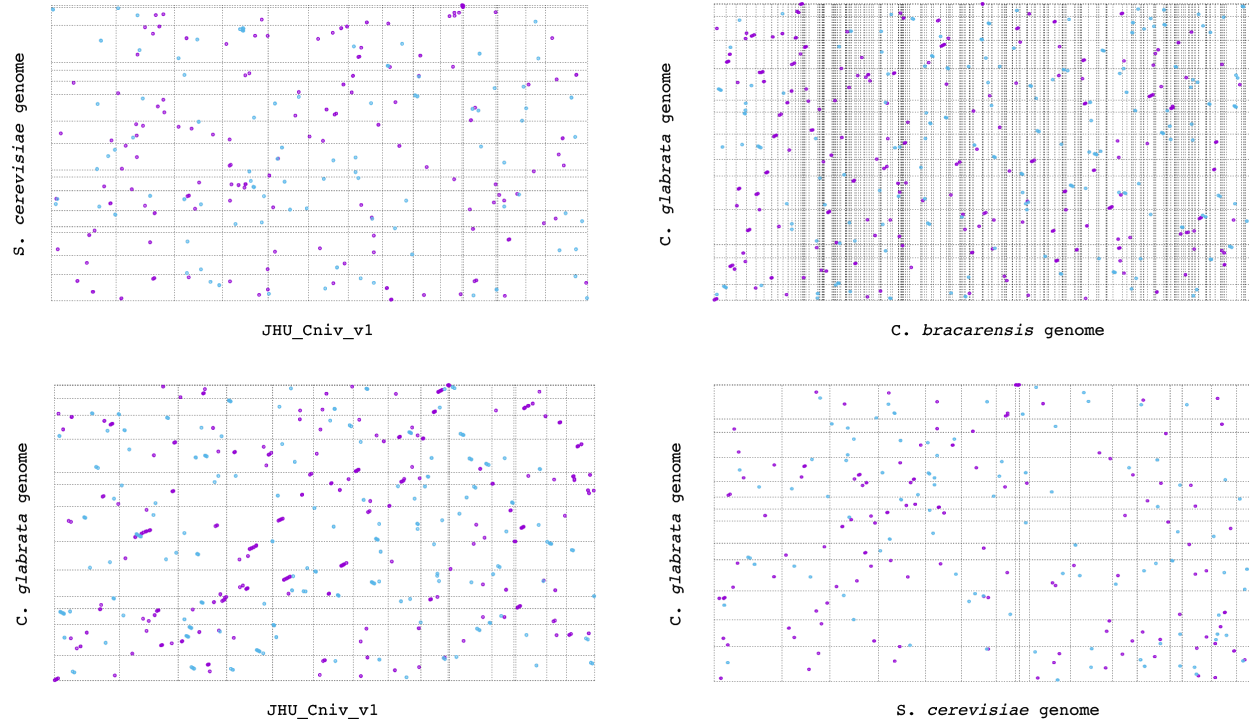 S. cerevisiae genome
JHU_Cniv_v1
C. glabrata genome
C. bracarensis genome
C. glabrata genome
JHU_Cniv_v1
C. glabrata genome
S. cerevisiae genome